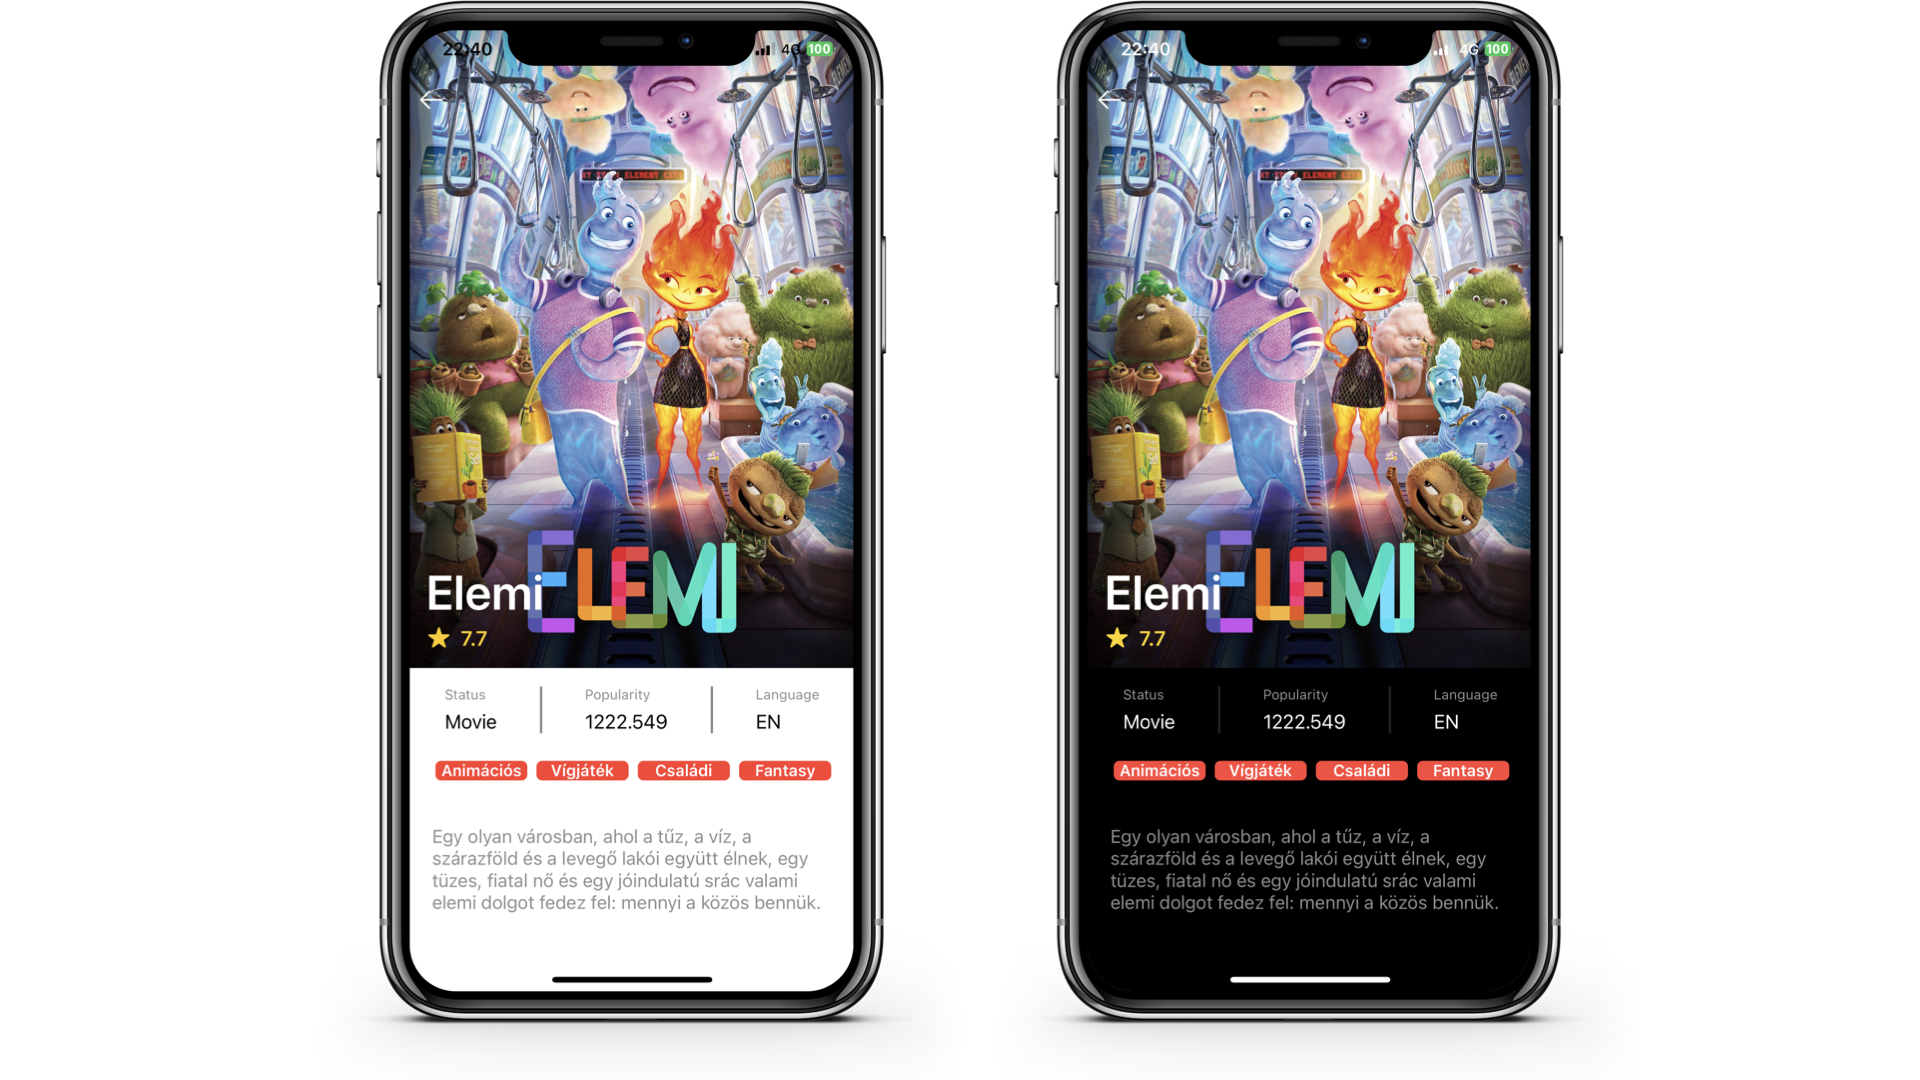 22:40
4G 100
ELEMENT CITY
ELEMI
Elemi
7.7
Status
Popularity
Language
Movie
1222.549
EN
Animációs
Vígjáték
Családi
Fantasy
Egy olyan városban, ahol a tűz, a víz, a
szárazföld és a levegő lakói együtt élnek, egy
tüzes, fiatal nő és egy jóindulatú srác valami
elemi dolgot fedez fel: mennyi a közös bennük.
22:40
4G 100
ELEMENT CITY
ELEMI
Elemi
7.7
Status
Popularity
Language
Movie
1222.549
EN
Animációs
Vígjáték
Családi
Fantasy
Egy olyan városban, ahol a tűz, a víz, a
szárazföld és a levegő lakói együtt élnek, egy
tüzes, fiatal nő és egy jóindulatú srác valami
elemi dolgot fedez fel: mennyi a közös bennük.